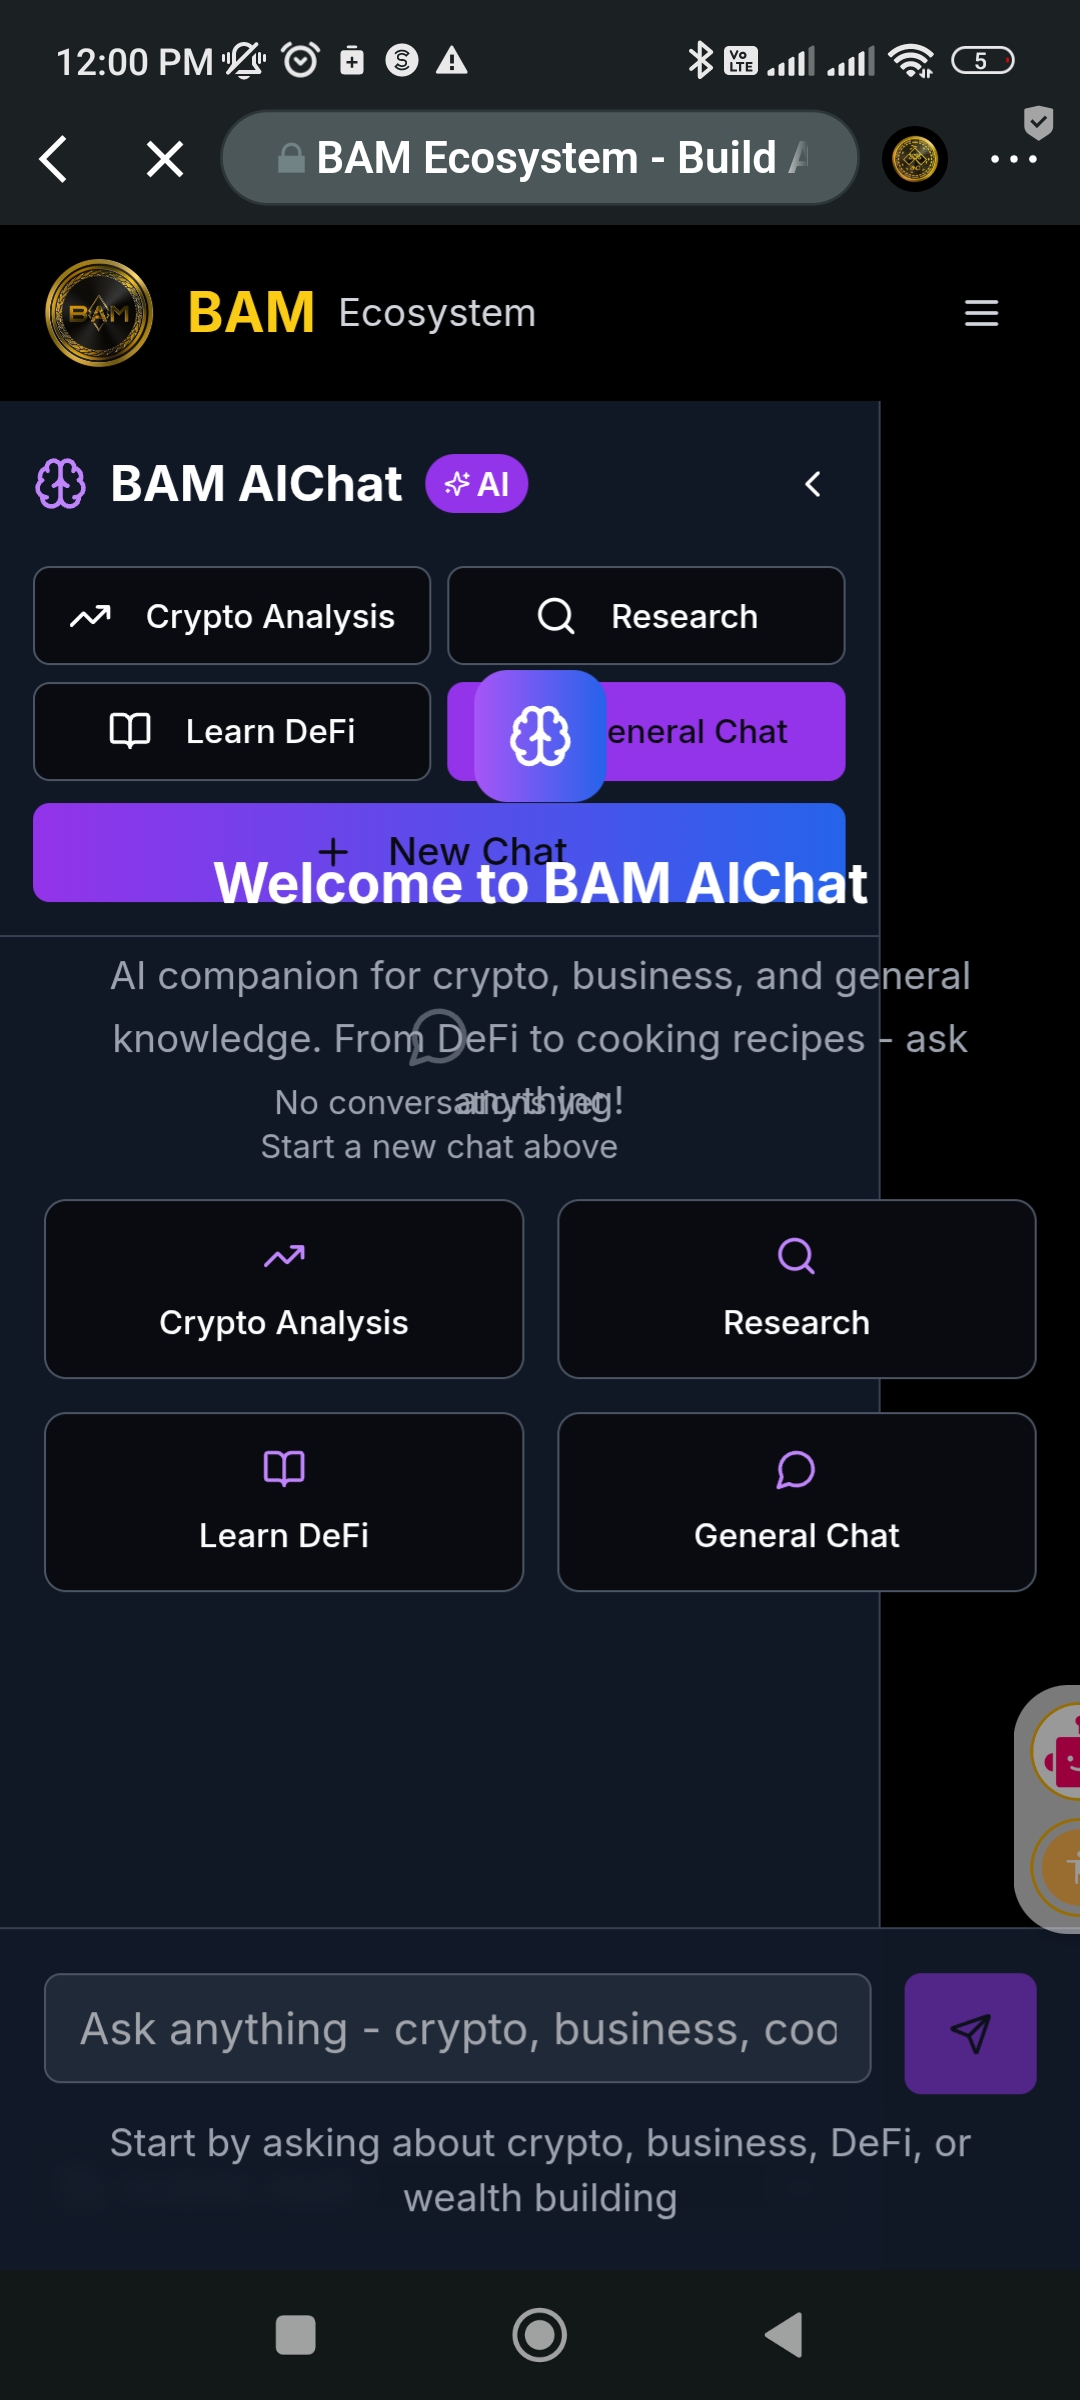 12:00 PM
Vo LTE
5
BAM Ecosystem - Build
BAM
BAM Ecosystem
BAM AIChat
AI
Crypto Analysis
Research
Learn DeFi
eneral Chat
New Chat
Welcome to BAM AIChat
AI companion for crypto, business, and general
knowledge. From DeFi to cooking recipes - ask
anything!
No conversations yet
Start a new chat above
Crypto Analysis
Research
Learn DeFi
General Chat
Ask anything - crypto, business, coo
Start by asking about crypto, business, DeFi, or
wealth building